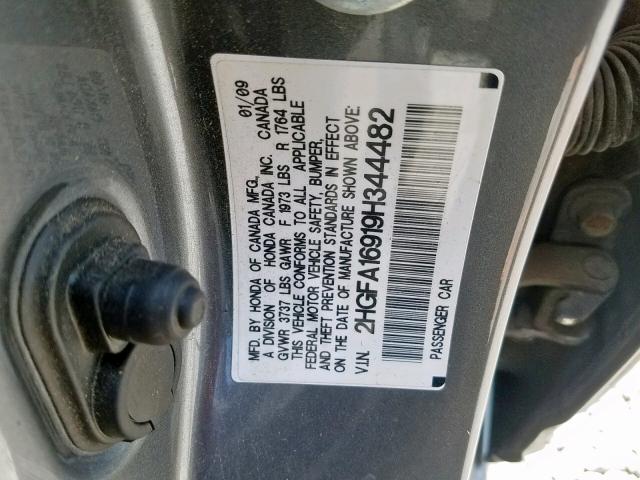 MFD. BY HONDA OF CANADA MFG. 01/09
A DIVISION OF HONDA CANADA INC. CANADA
GVWR 3737 LBS GAWR F 1973 LBS R 1764 LBS
THIS VEHICLE CONFORMS TO ALL APPLICABLE
FEDERAL MOTOR VEHICLE SAFETY, BUMPER,
AND THEFT PREVENTION STANDARDS IN EFFECT
ON THE DATE OF MANUFACTURE SHOWN ABOVE.
V.I.N.: 2HGFA16919H344482
PASSENGER CAR